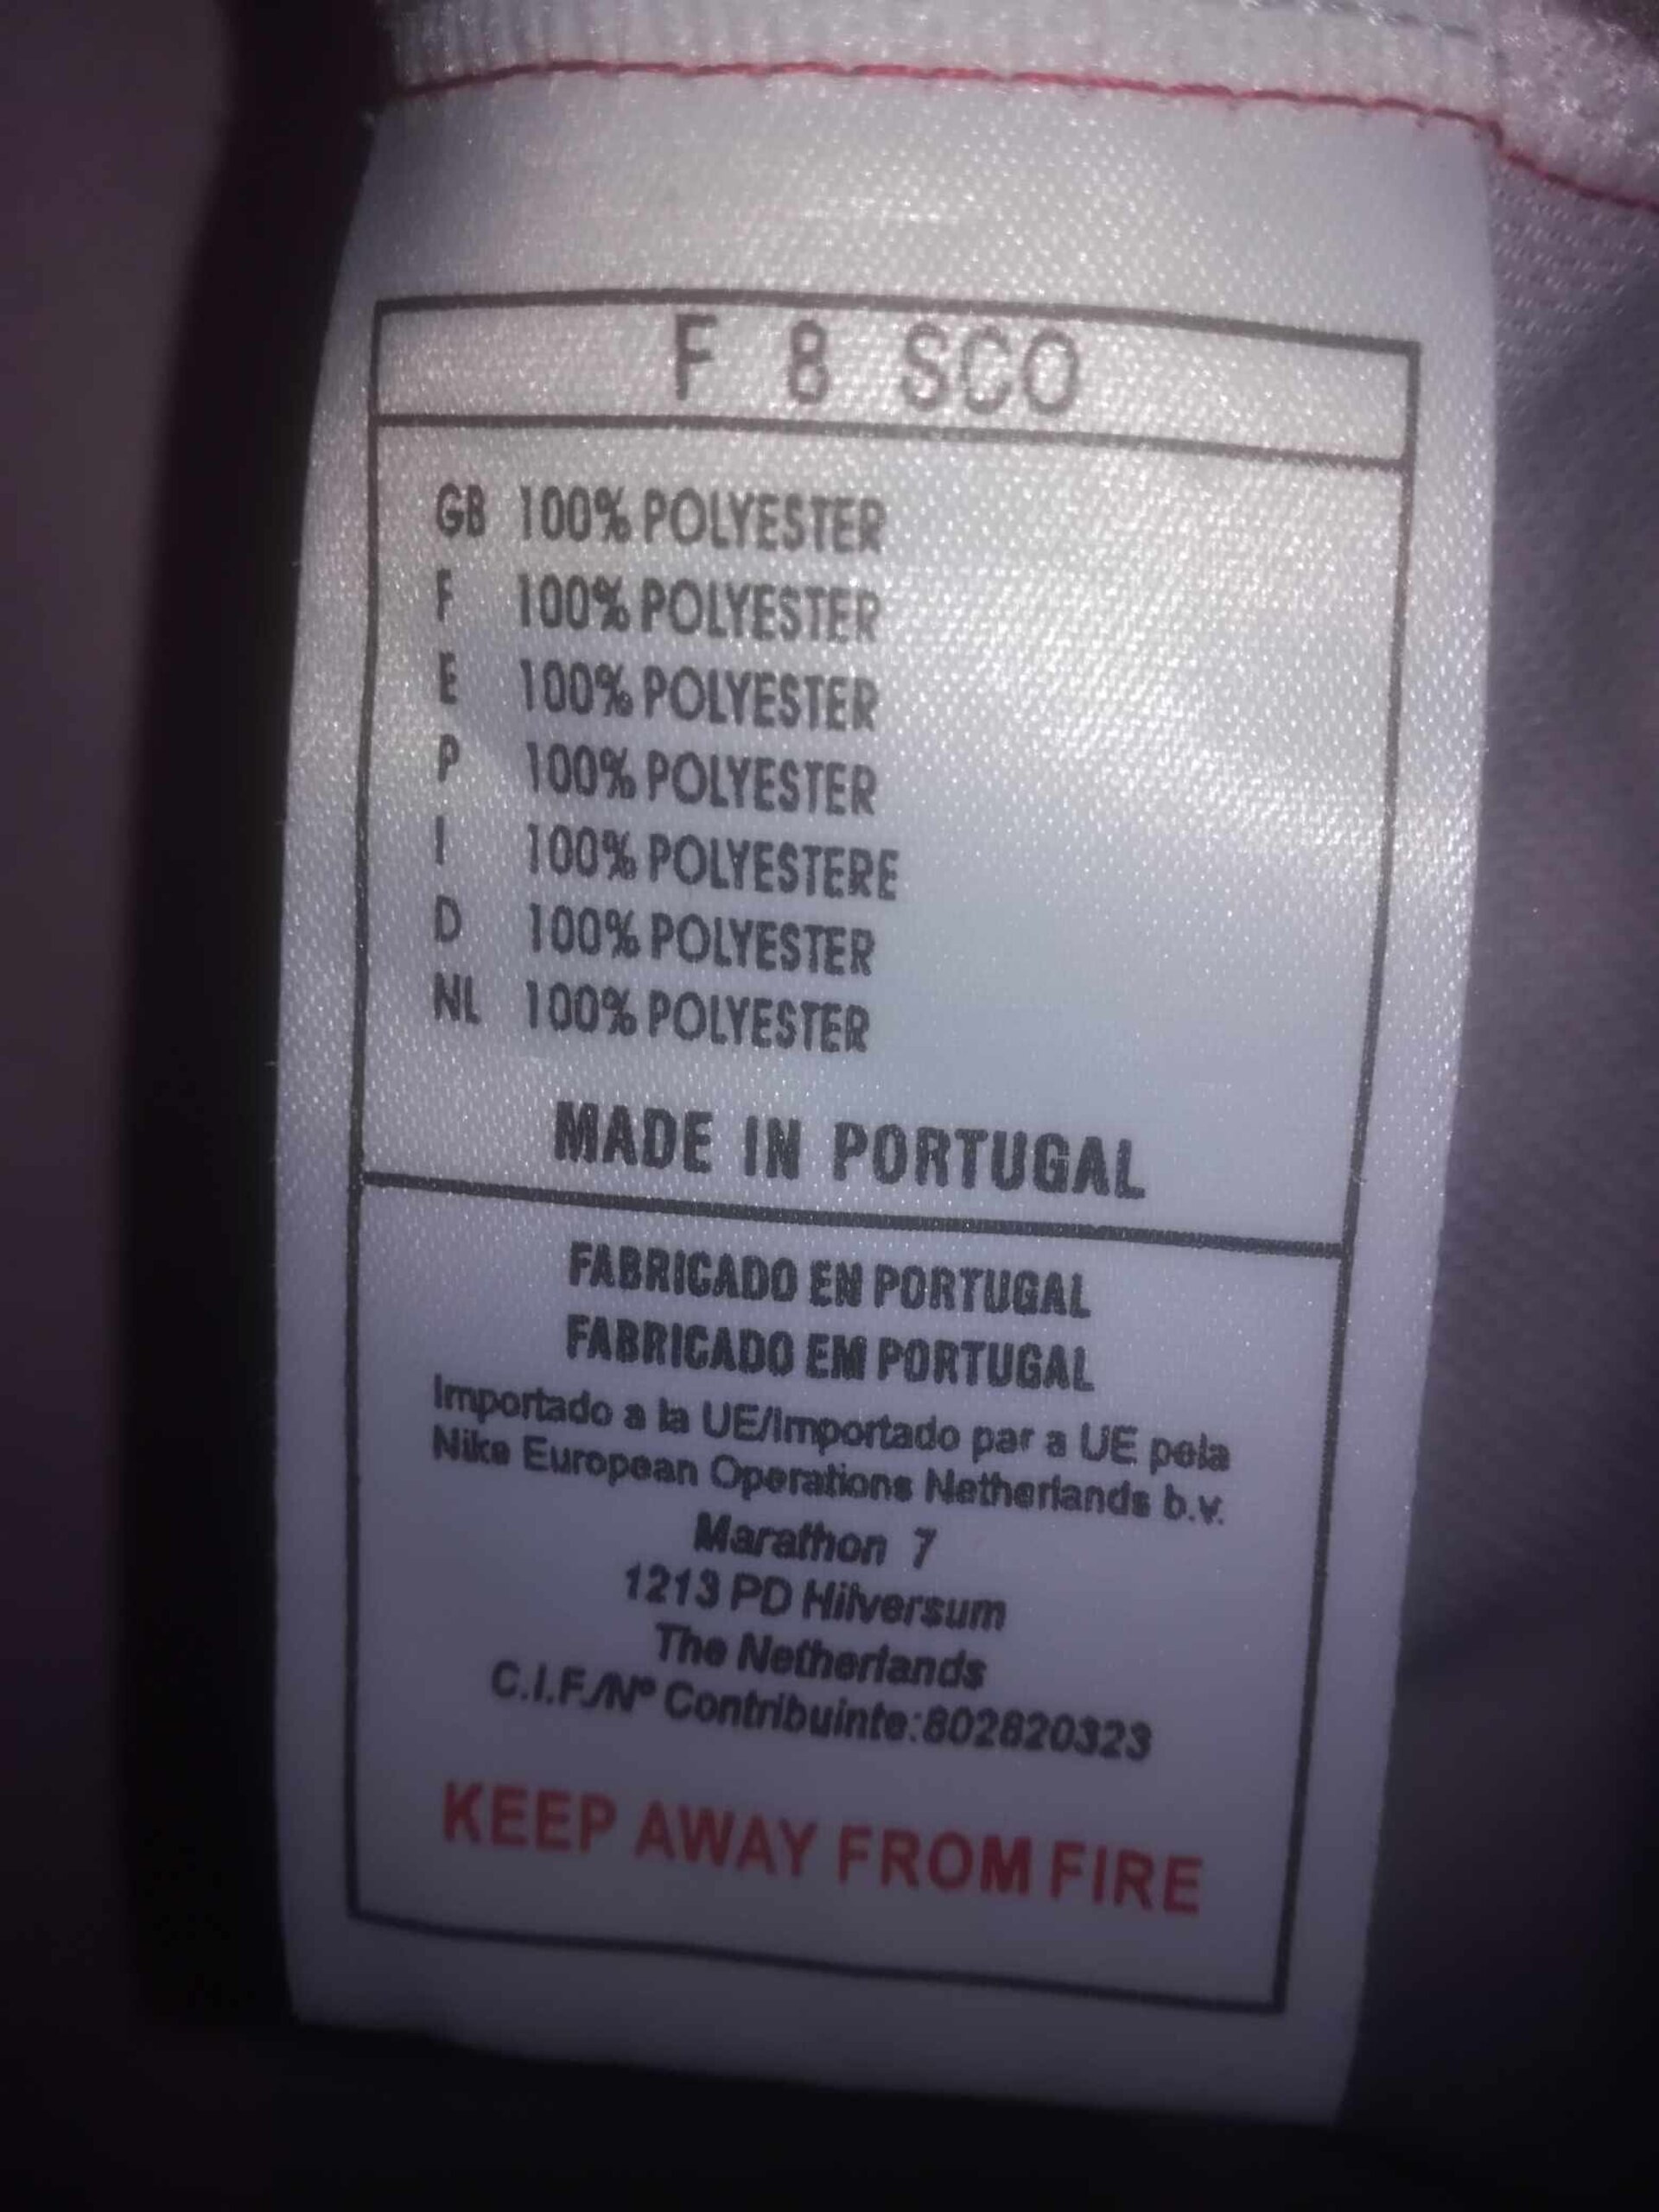 F 8 SCO
GB 100% POLYESTER
F 100% POLYESTER
E 100% POLYESTER
P 100% POLYESTER
I 100% POLYESTERE
D 100% POLYESTER
NL 100% POLYESTER
MADE IN PORTUGAL
FABRICADO EN PORTUGAL
FABRICADO EM PORTUGAL
Importado a la UE/Importado par a UE pela
Nike European Operations Netherlands b.v.
Marathon 7
1213 PD Hilversum
The Netherlands
C.I.F./Nº Contribuinte:802820323
KEEP AWAY FROM FIRE